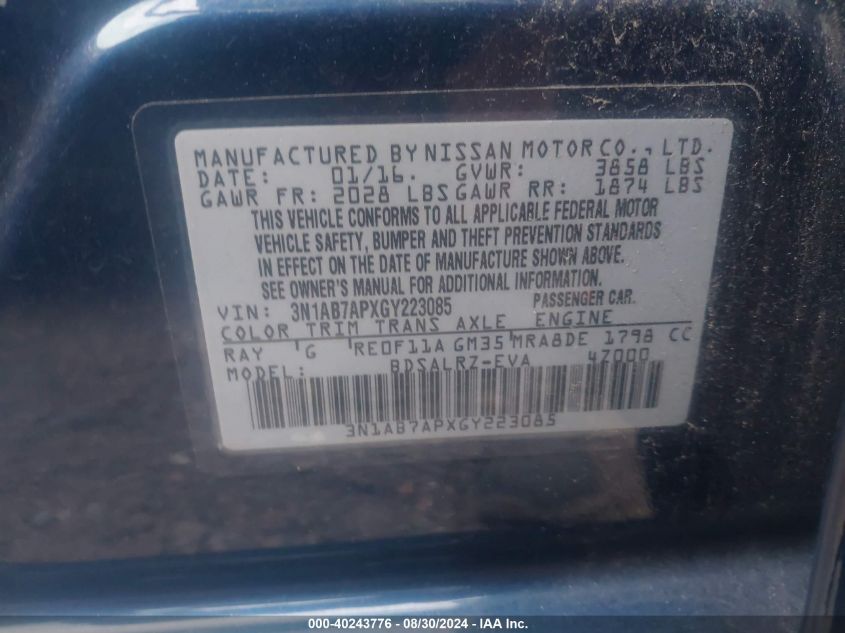 MANUFACTURED BY NISSAN MOTOR CO., LTD.
DATE: 01/16. GVWR: 3858 LBS
GAWR FR: 2028 LBS GAWR RR: 1874 LBS
THIS VEHICLE CONFORMS TO ALL APPLICABLE FEDERAL MOTOR
VEHICLE SAFETY, BUMPER AND THEFT PREVENTION STANDARDS
IN EFFECT ON THE DATE OF MANUFACTURE SHOWN ABOVE.
SEE OWNER'S MANUAL FOR ADDITIONAL INFORMATION.
VIN: 3N1AB7APXGY223085 PASSENGER CAR.
COLOR TRIM TRANS AXLE ENGINE
RAY 'G 'RE0F11A GM35 'MRA8DE 1798 CC
MODEL: BDSALRZ-EVA 4Z000
3N1AB7APXGY223085
000-40243776 - 08/30/2024 - IAA Inc.